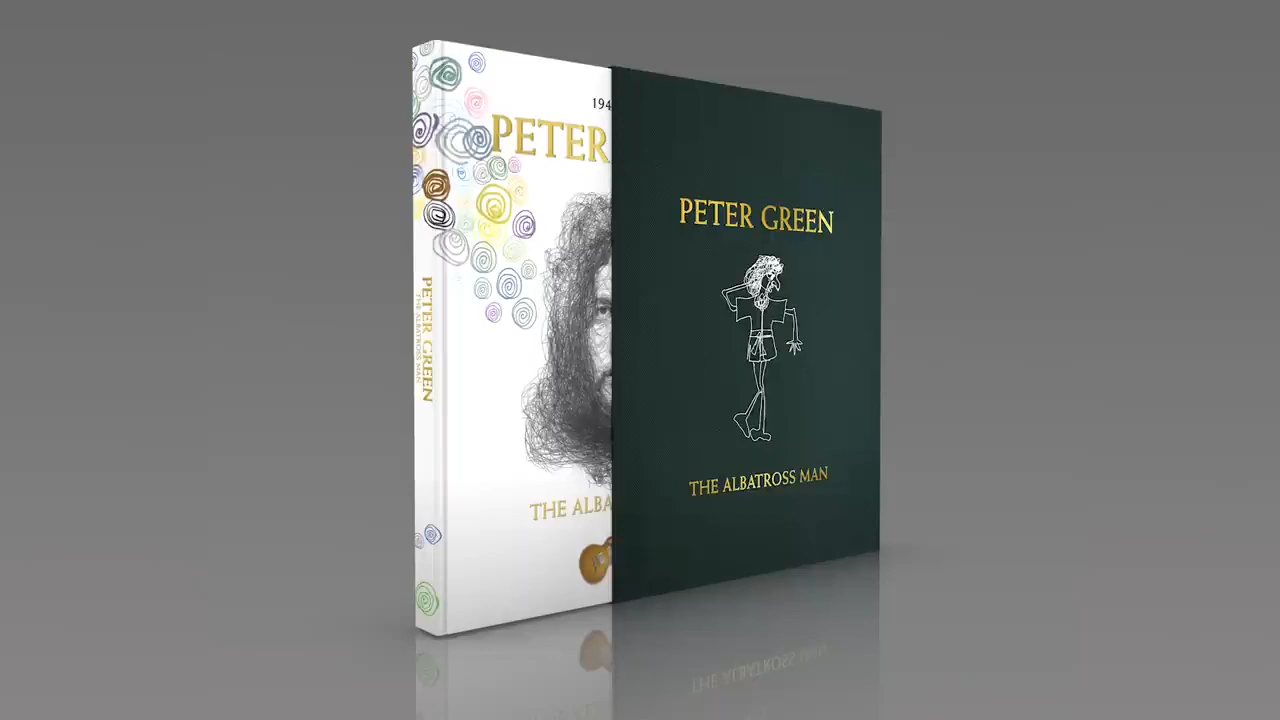 194
PETER
THE ALBA
PETER GREEN
THE ALBATROSS MAN
PETER GREEN
THE ALBATROSS MAN